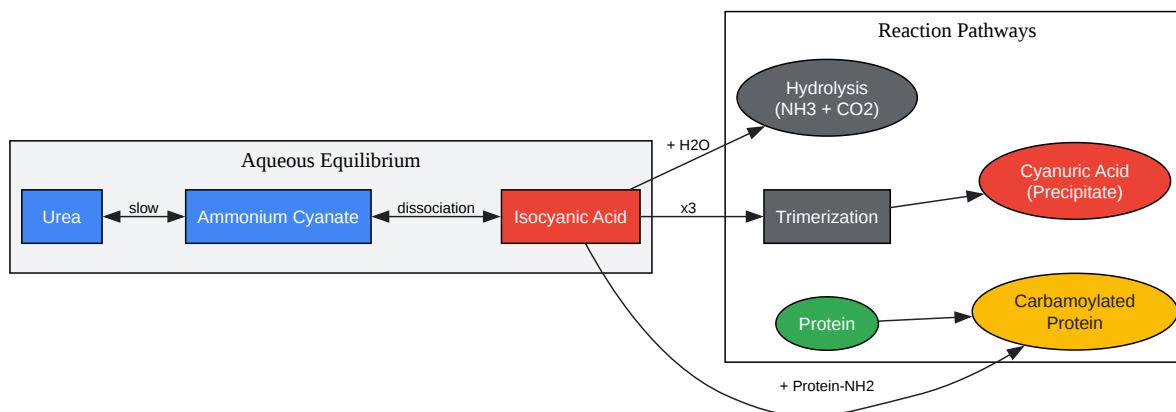 Reaction Pathways
Hydrolysis
(NH3 + CO2)
+ H2O
Aqueous Equilibrium
Cyanuric Acid
(Precipitate)
Urea
slow
Ammonium Cyanate
dissociation
Isocyanic Acid
x3
Trimerization
Carbamoylated
Protein
Protein
+ Protein-NH2